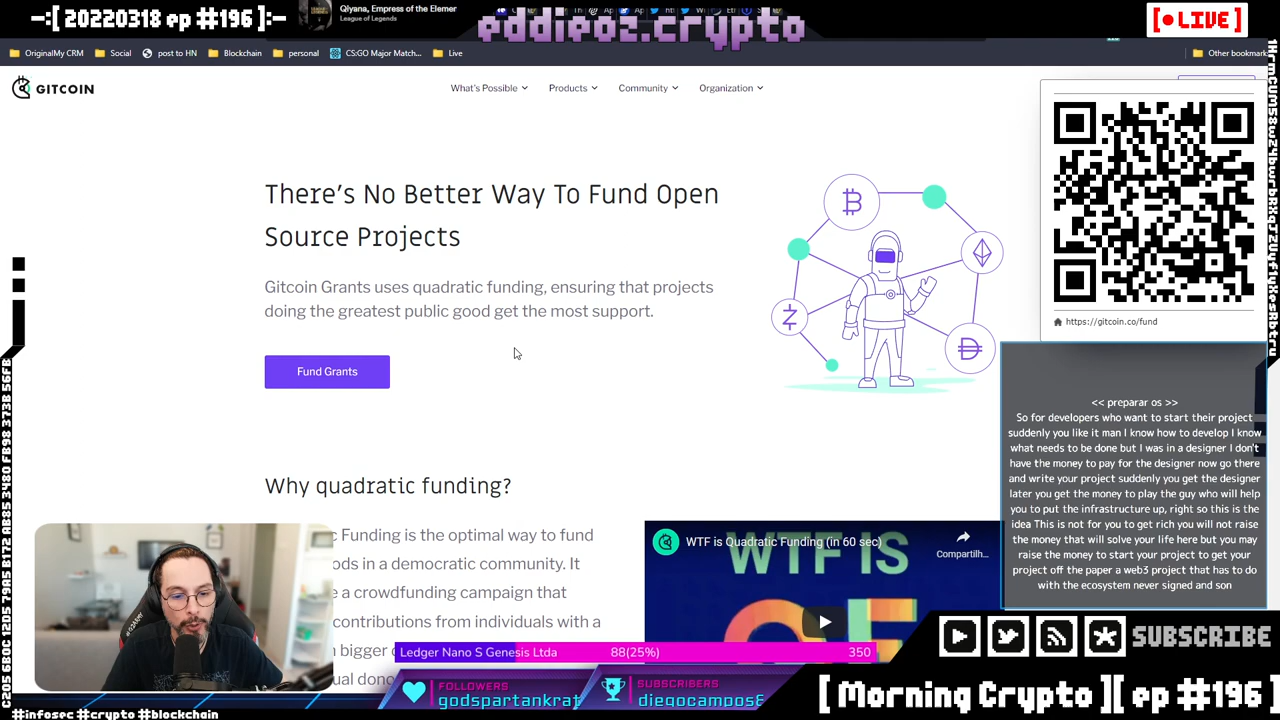 -:[ 20220318 ep #196 ]:-
Qiyana, Empress of the Elemer
League of Legends
eddieoz.crypto
[● LIVE ]
OriginalMy CRM
Social
post to HN
Blockchain
personal
CS:GO Major Match...
Live
Other bookmark
GITCOIN
What's Possible
Products
Community
Organization
There's No Better Way To Fund Open
Source Projects
Gitcoin Grants uses quadratic funding, ensuring that projects
doing the greatest public good get the most support.
Fund Grants
https://gitcoin.co/fund
<< preparar os >>
So for developers who want to start their project
suddenly you like it man I know how to develop I know
what needs to be done but I was in a designer I don't
have the money to pay for the designer now go there
and write your project suddenly you get the designer
later you get the money to play the guy who will help
you to put the infrastructure up, right so this is the
idea This is not for you to get rich you will not raise
the money that will solve your life here but you may
raise the money to start your project to get your
project off the paper a web3 project that has to do
with the ecosystem never signed and son
Why quadratic funding?
c Funding is the optimal way to fund
ods in a democratic community. It
e a crowdfunding campaign that
contributions from individuals with a
bigger
ual dono
WTF is Quadratic Funding (in 60 sec)
Compartilh...
WTF IS
QF
Ledger Nano S Genesis Ltda
88(25%)
350
FOLLOWERS
godspartankrat
SUBSCRIBERS
diegocampos
SUBSCRIBE
[ Morning Crypto ][ ep #196 ]
#infosec #crypto #blockchain